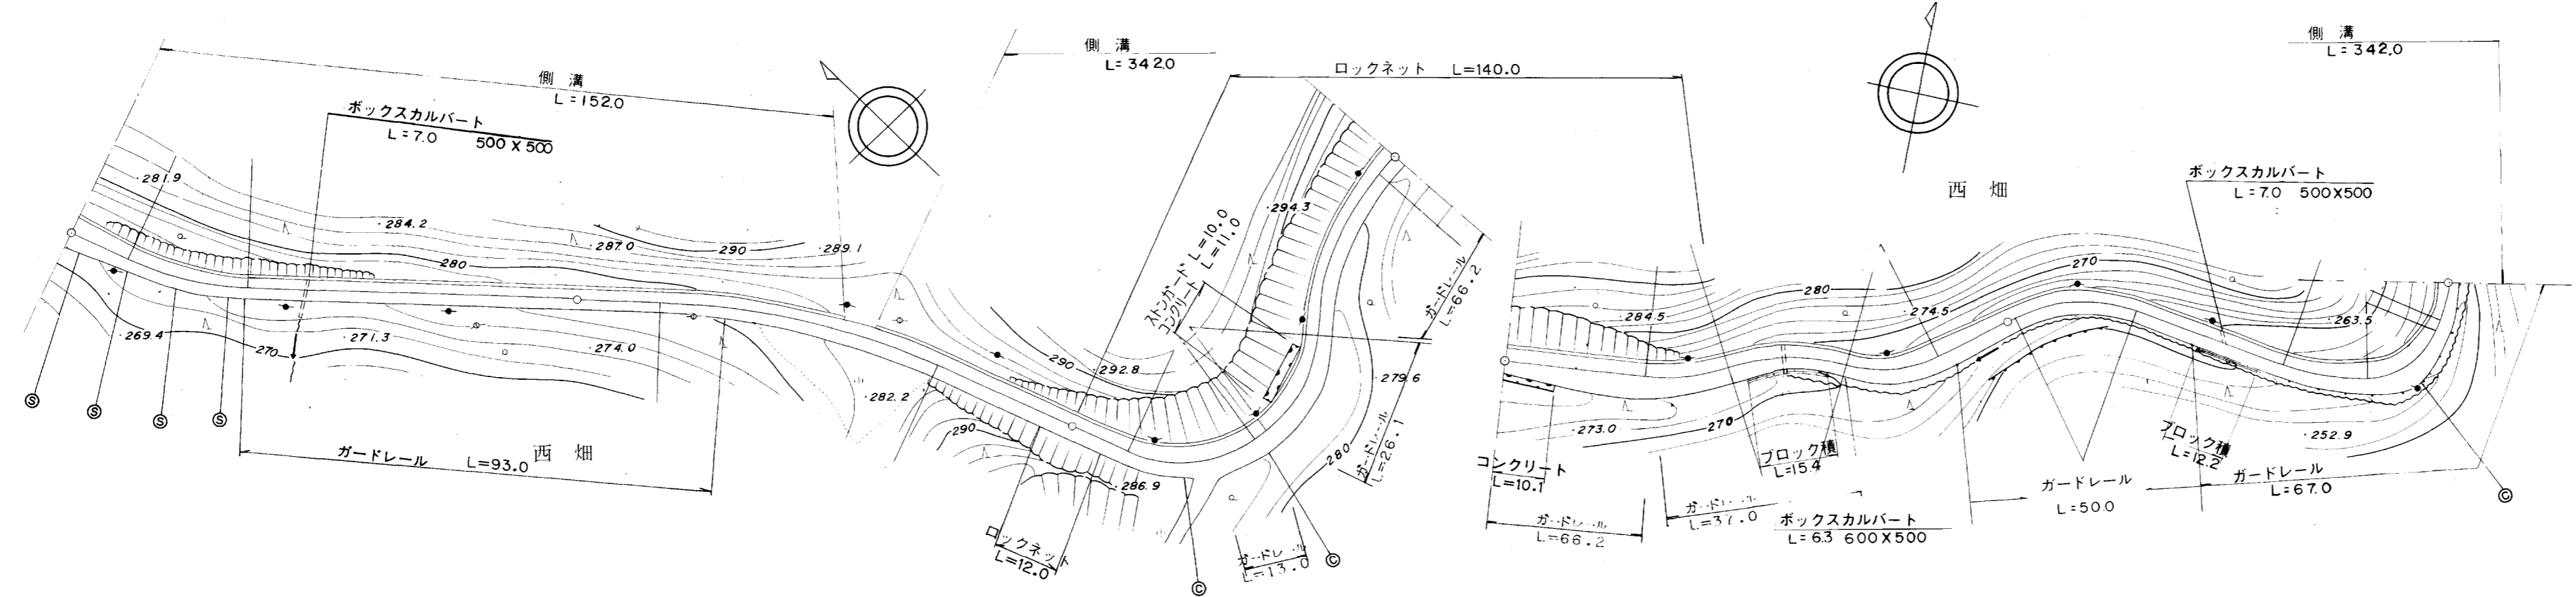 側溝
L=152.0
ボックスカルバート
L=7.0 500X500
281.9
284.2
287.0
290
289.1
280
269.4
270
271.3
274.0
282.2
Ⓢ
Ⓢ
Ⓢ
Ⓢ
ガードレール L=93.0
西畑
側溝
L=342.0
ロックネット L=140.0
ストンガード L=10.0
コンクリート L=11.0
294.3
290
292.8
290
286.9
279.6
280
ガードレール
L=66.2
ガードレール
L=26.1
ロックネット
L=12.0
ガードレール
L=13.0
Ⓒ
Ⓒ
側溝
L=342.0
西畑
ボックスカルバート
L=7.0 500X500
284.5
280
274.5
270
263.5
273.0
270
252.9
コンクリート
L=10.1
ブロック積
L=15.4
ブロック積
L=12.2
ガードレール
L=66.2
ガードレール
L=37.0
ボックスカルバート
L=6.3 600X500
ガードレール
L=50.0
ガードレール
L=67.0
Ⓒ